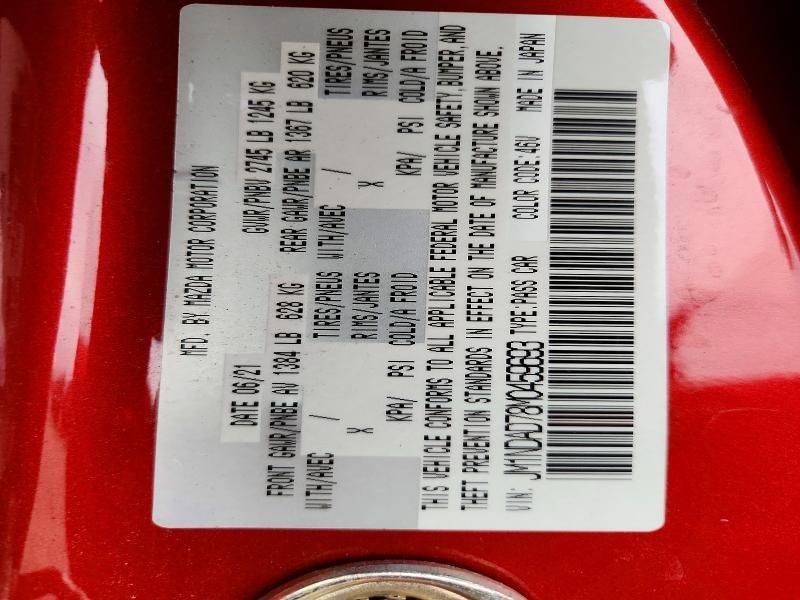 MFD. BY MAZDA MOTOR CORPORATION
DATE 06/21 GVWR/PNBV 2745 LB 1245 KG
FRONT GAWR/PNBE AV 1384 LB 628 KG REAR GAWR/PNBE AR 1367 LB 620 KG
WITH/AVEC / TIRES/PNEUS WITH/AVEC / TIRES/PNEUS
X RIMS/JANTES X RIMS/JANTES
KPA/ PSI COLD/A FROID KPA/ PSI COLD/A FROID
THIS VEHICLE CONFORMS TO ALL APPLICABLE FEDERAL MOTOR VEHICLE SAFETY, BUMPER, AND
THEFT PREVENTION STANDARDS IN EFFECT ON THE DATE OF MANUFACTURE SHOWN ABOVE.
VIN: JM1NDAD78M0459693 TYPE:PASS CAR COLOR CODE:46V MADE IN JAPAN